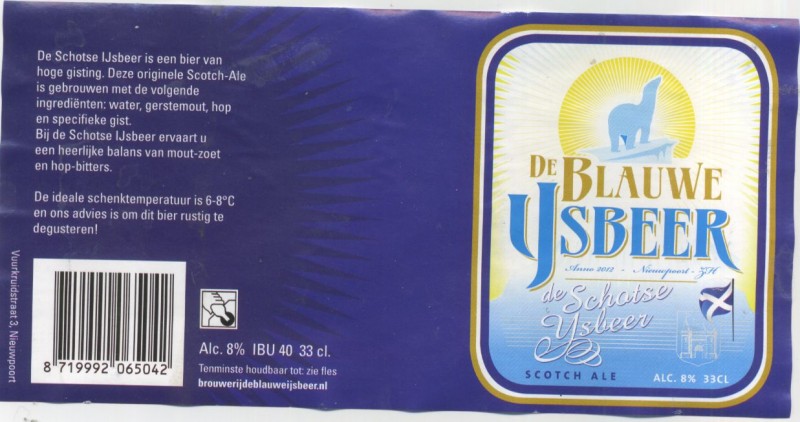 De Schotse IJsbeer is een bier van
hoge gisting. Deze originele Scotch-Ale
is gebrouwen met de volgende
ingrediënten: water, gerstemout, hop
en specifieke gist.
Bij de Schotse IJsbeer ervaart u
een heerlijke balans van mout-zoet
en hop-bitters.
De ideale schenktemperatuur is 6-8°C
en ons advies is om dit bier rustig te
degusteren!
Vuurkruidstraat 3, Nieuwpoort
8 719992 065042
Alc. 8% IBU 40 33 cl.
Tenminste houdbaar tot: zie fles
brouwerijdeblauweijsbeer.nl
DE BLAUWE
IJSBEER
Anno 2012 - Nieuwpoort - ZH
de Schotse
IJsbeer
SCOTCH ALE
ALC. 8% 33CL